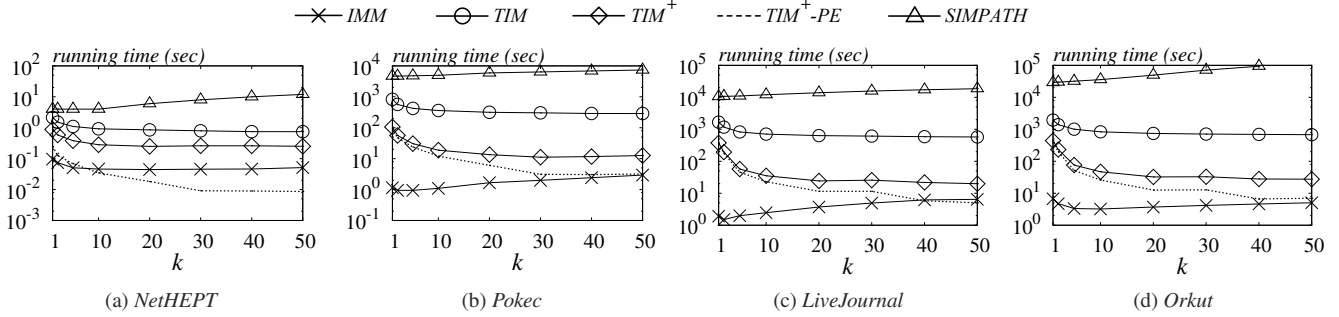 IMM TIM TIM+ TIM+-PE SIMPATH
running time (sec)
10^2
10^1
10^0
10^-1
10^-2
10^-3
1 10 20 30 40 50
k
(a) NetHEPT
running time (sec)
10^4
10^3
10^2
10^1
10^0
10^-1
1 10 20 30 40 50
k
(b) Pokec
running time (sec)
10^5
10^4
10^3
10^2
10^1
10^0
1 10 20 30 40 50
k
(c) LiveJournal
running time (sec)
10^5
10^4
10^3
10^2
10^1
10^0
1 10 20 30 40 50
k
(d) Orkut